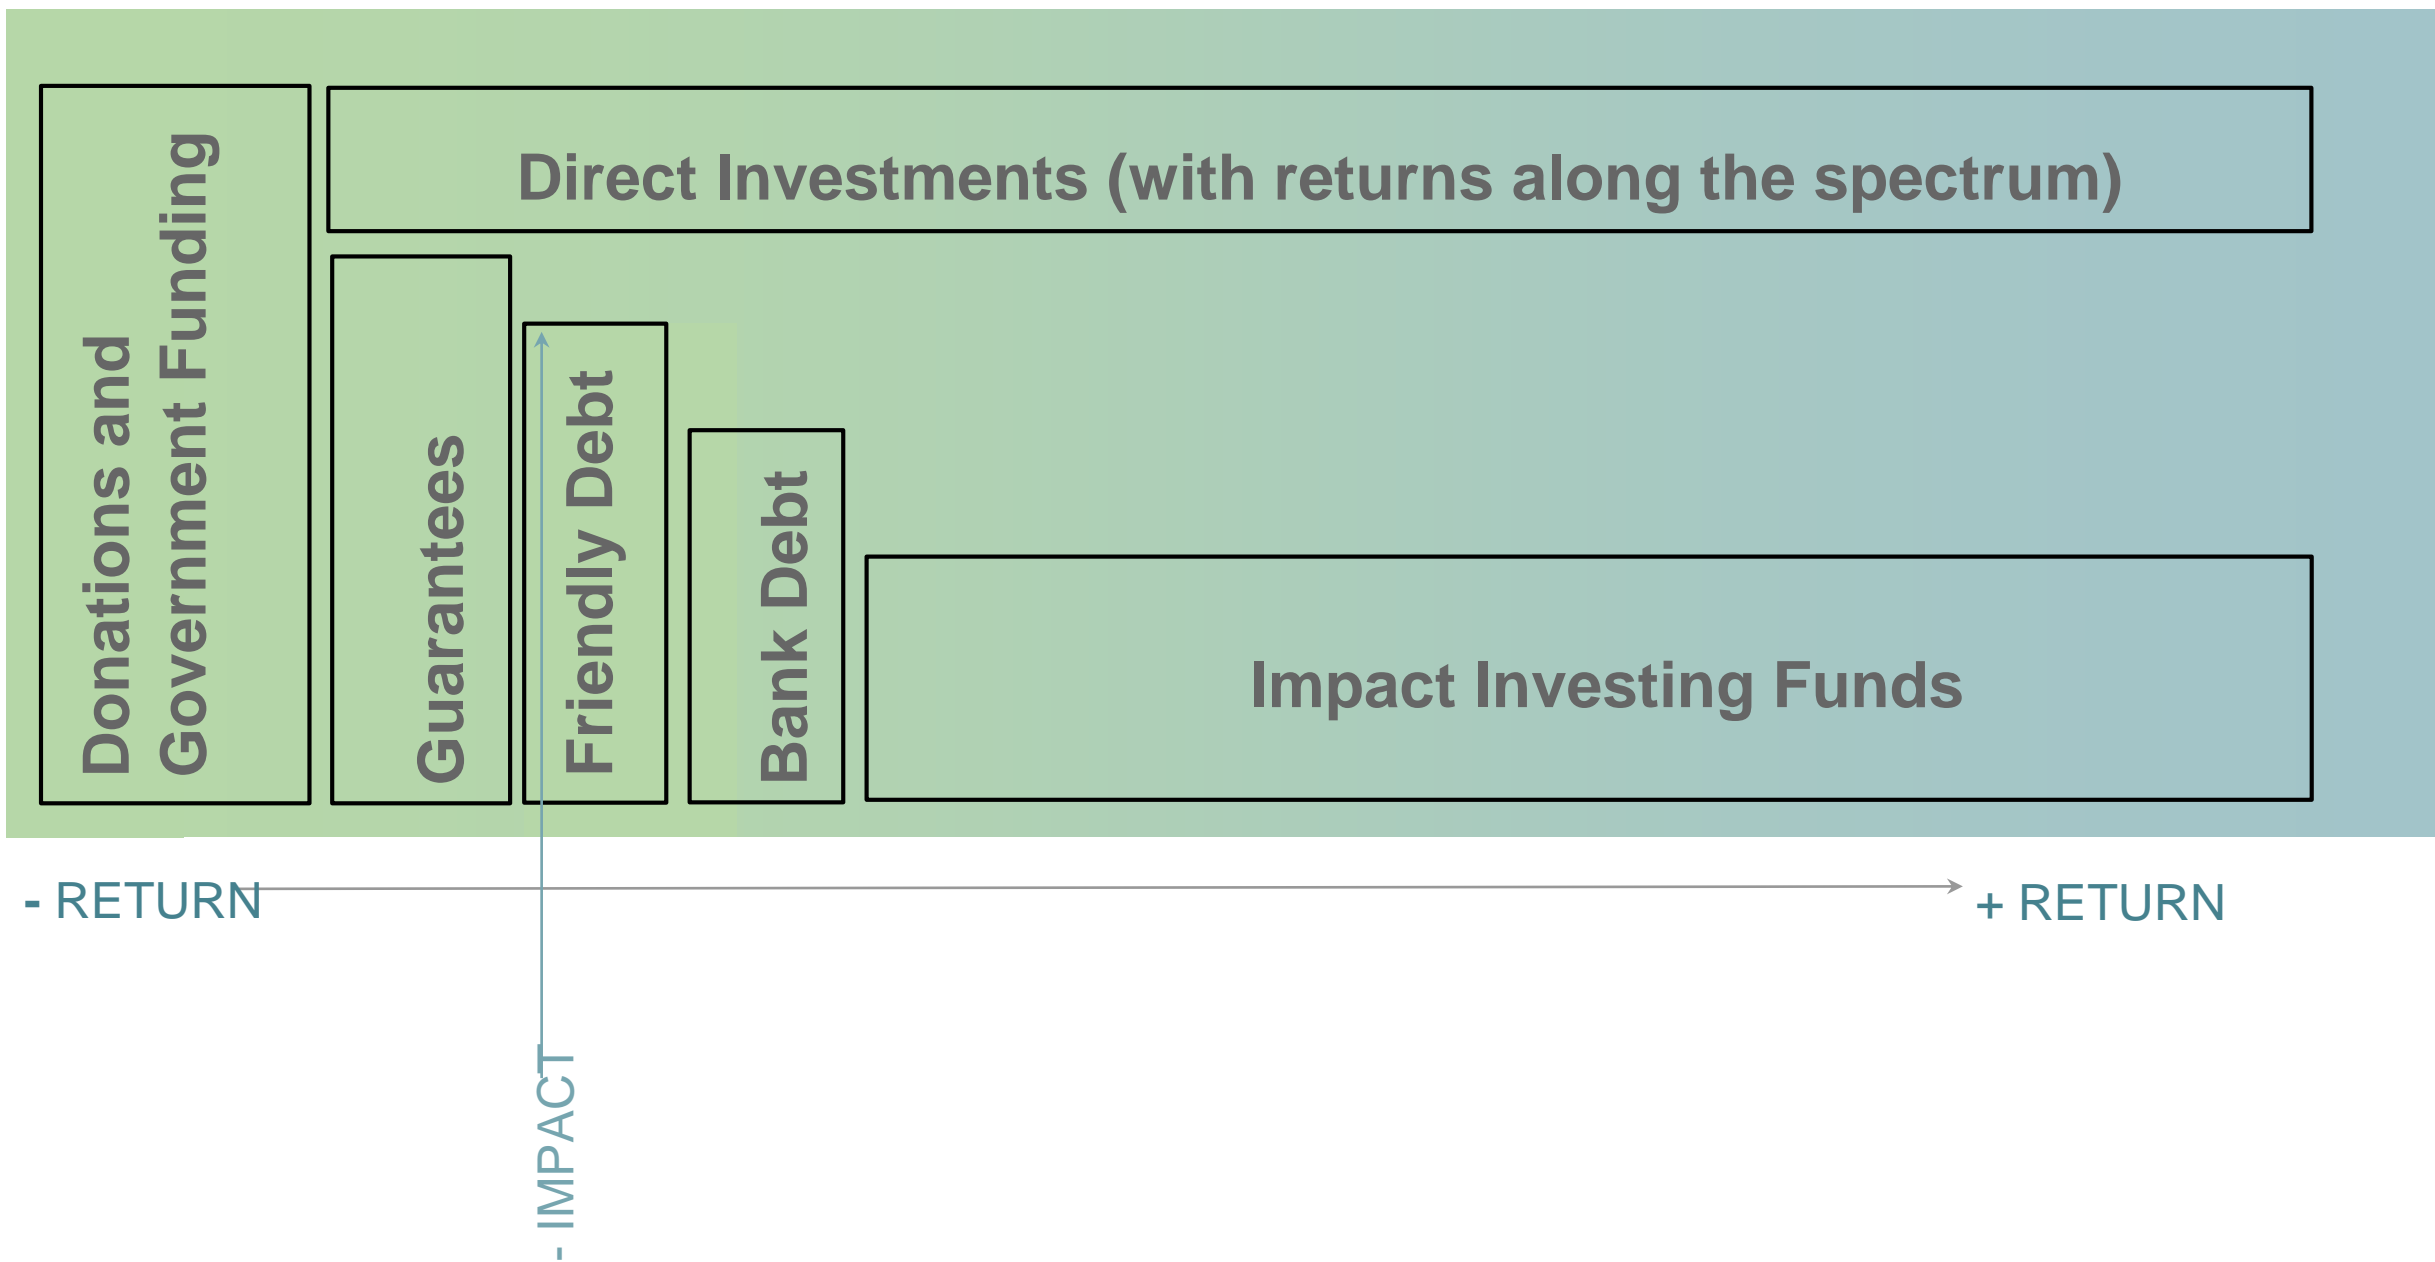 Donations and
Government Funding
Direct Investments (with returns along the spectrum)
Guarantees
Friendly Debt
Bank Debt
Impact Investing Funds
- RETURN
+ RETURN
- IMPACT